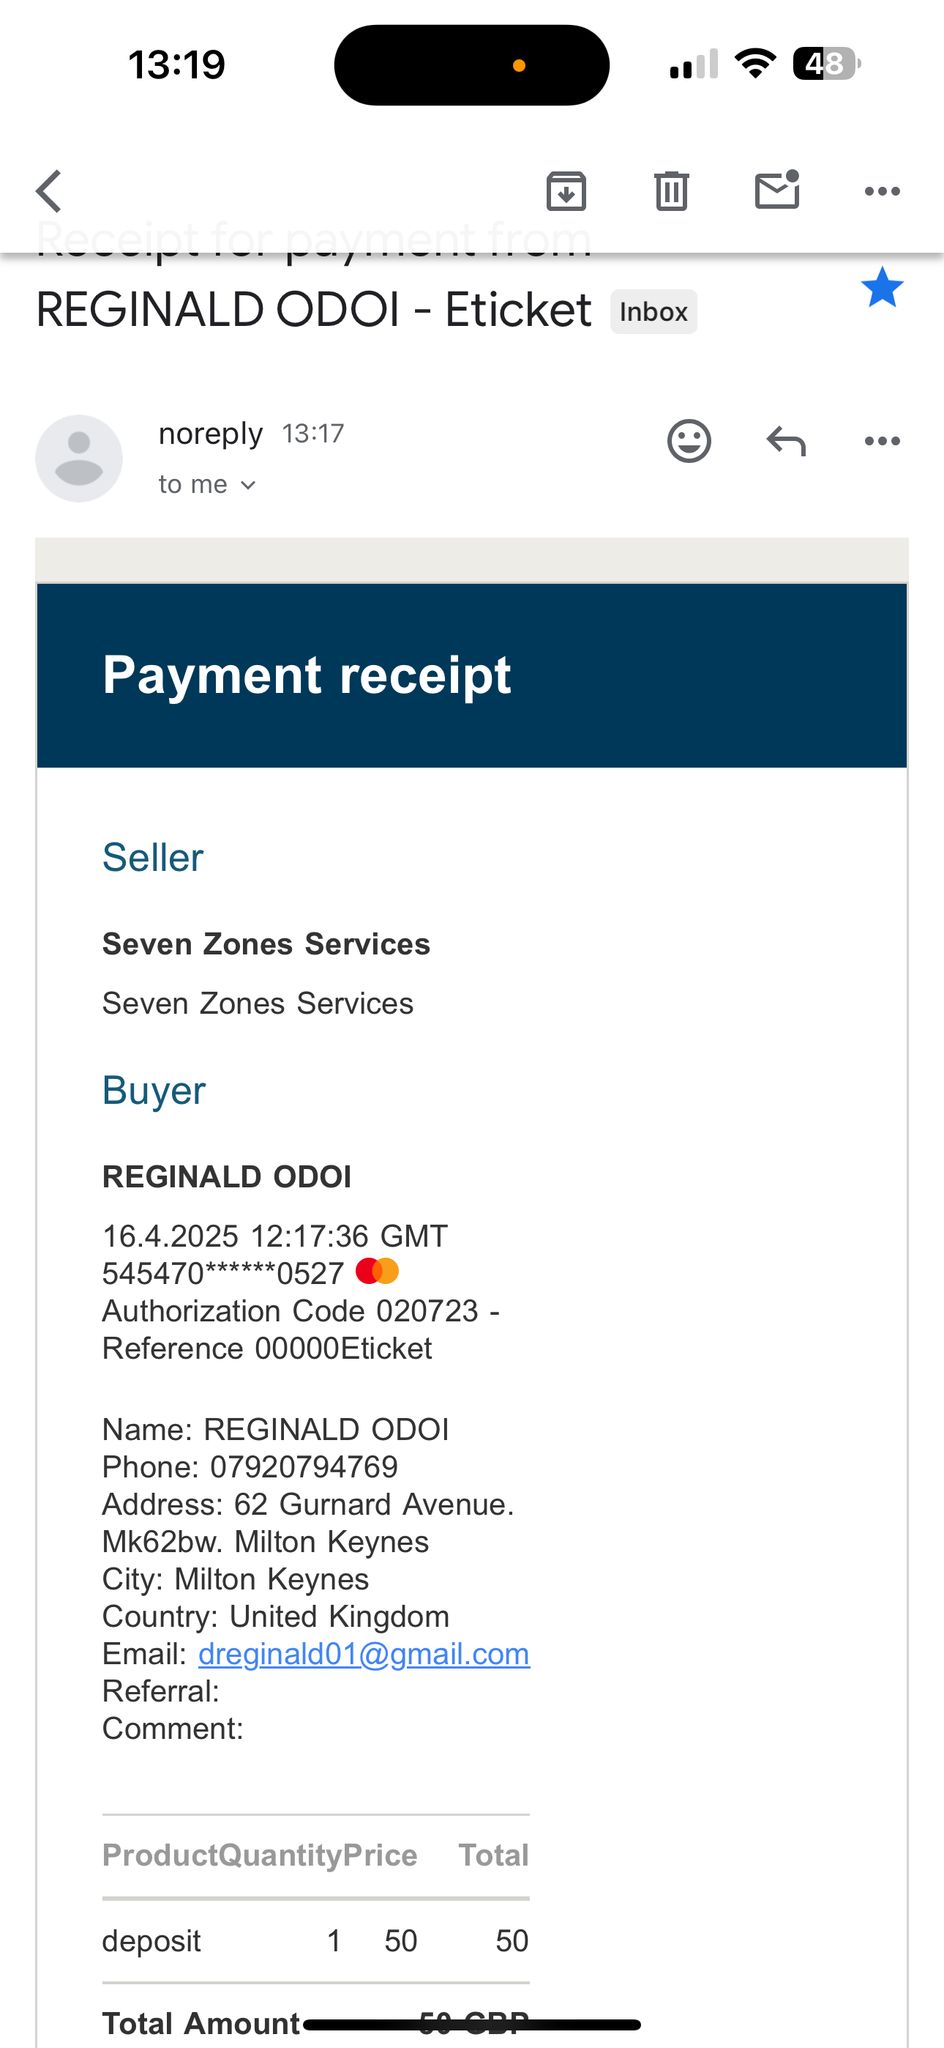 13:19
48
Receipt for payment from
REGINALD ODOI - Eticket Inbox
noreply 13:17
to me
Payment receipt
Seller
Seven Zones Services
Seven Zones Services
Buyer
REGINALD ODOI
16.4.2025 12:17:36 GMT
545470******0527
Authorization Code 020723 -
Reference 00000Eticket
Name: REGINALD ODOI
Phone: 07920794769
Address: 62 Gurnard Avenue.
Mk62bw. Milton Keynes
City: Milton Keynes
Country: United Kingdom
Email: dreginald01@gmail.com
Referral:
Comment:
Product Quantity Price Total
deposit 1 50 50
Total Amount 50 GBP